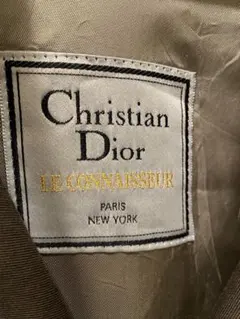 Christian
Dior
LE CONNAISSEUR
PARIS
NEW YORK